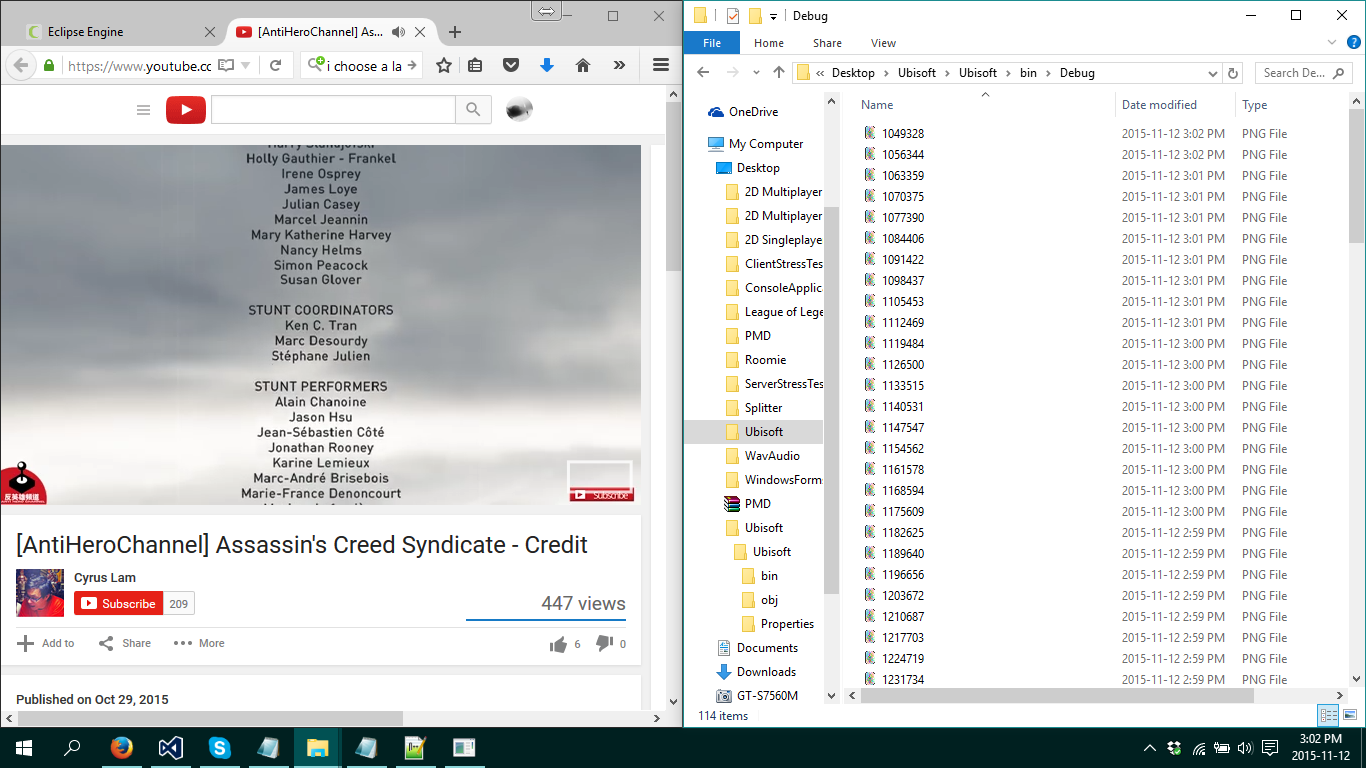 Eclipse Engine
[AntiHeroChannel] As...
https://www.youtube.cc
i choose a la
Harry Standjofski
Holly Gauthier - Frankel
Irene Osprey
James Loye
Julian Casey
Marcel Jeannin
Mary Katherine Harvey
Nancy Helms
Simon Peacock
Susan Glover
STUNT COORDINATORS
Ken C. Tran
Marc Desourdy
Stéphane Julien
STUNT PERFORMERS
Alain Chanoine
Jason Hsu
Jean-Sébastien Côté
Jonathan Rooney
Karine Lemieux
Marc-André Brisebois
Marie-France Denoncourt
反英雄頻道
Subscribe
[AntiHeroChannel] Assassin's Creed Syndicate - Credit
Cyrus Lam
Subscribe 209
447 views
Add to Share More
6 0
Published on Oct 29, 2015
Debug
File Home Share View
« Desktop Ubisoft Ubisoft bin Debug
Search De...
OneDrive
My Computer
Desktop
2D Multiplayer
2D Multiplayer
2D Singleplaye
ClientStressTes
ConsoleApplic
League of Lege
PMD
Roomie
ServerStressTes
Splitter
Ubisoft
WavAudio
WindowsForm
PMD
Ubisoft
Ubisoft
bin
obj
Properties
Documents
Downloads
GT-S7560M
Name Date modified Type
1049328 2015-11-12 3:02 PM PNG File
1056344 2015-11-12 3:02 PM PNG File
1063359 2015-11-12 3:01 PM PNG File
1070375 2015-11-12 3:01 PM PNG File
1077390 2015-11-12 3:01 PM PNG File
1084406 2015-11-12 3:01 PM PNG File
1091422 2015-11-12 3:01 PM PNG File
1098437 2015-11-12 3:01 PM PNG File
1105453 2015-11-12 3:01 PM PNG File
1112469 2015-11-12 3:01 PM PNG File
1119484 2015-11-12 3:00 PM PNG File
1126500 2015-11-12 3:00 PM PNG File
1133515 2015-11-12 3:00 PM PNG File
1140531 2015-11-12 3:00 PM PNG File
1147547 2015-11-12 3:00 PM PNG File
1154562 2015-11-12 3:00 PM PNG File
1161578 2015-11-12 3:00 PM PNG File
1168594 2015-11-12 3:00 PM PNG File
1175609 2015-11-12 3:00 PM PNG File
1182625 2015-11-12 2:59 PM PNG File
1189640 2015-11-12 2:59 PM PNG File
1196656 2015-11-12 2:59 PM PNG File
1203672 2015-11-12 2:59 PM PNG File
1210687 2015-11-12 2:59 PM PNG File
1217703 2015-11-12 2:59 PM PNG File
1224719 2015-11-12 2:59 PM PNG File
1231734 2015-11-12 2:59 PM PNG File
114 items
3:02 PM
2015-11-12